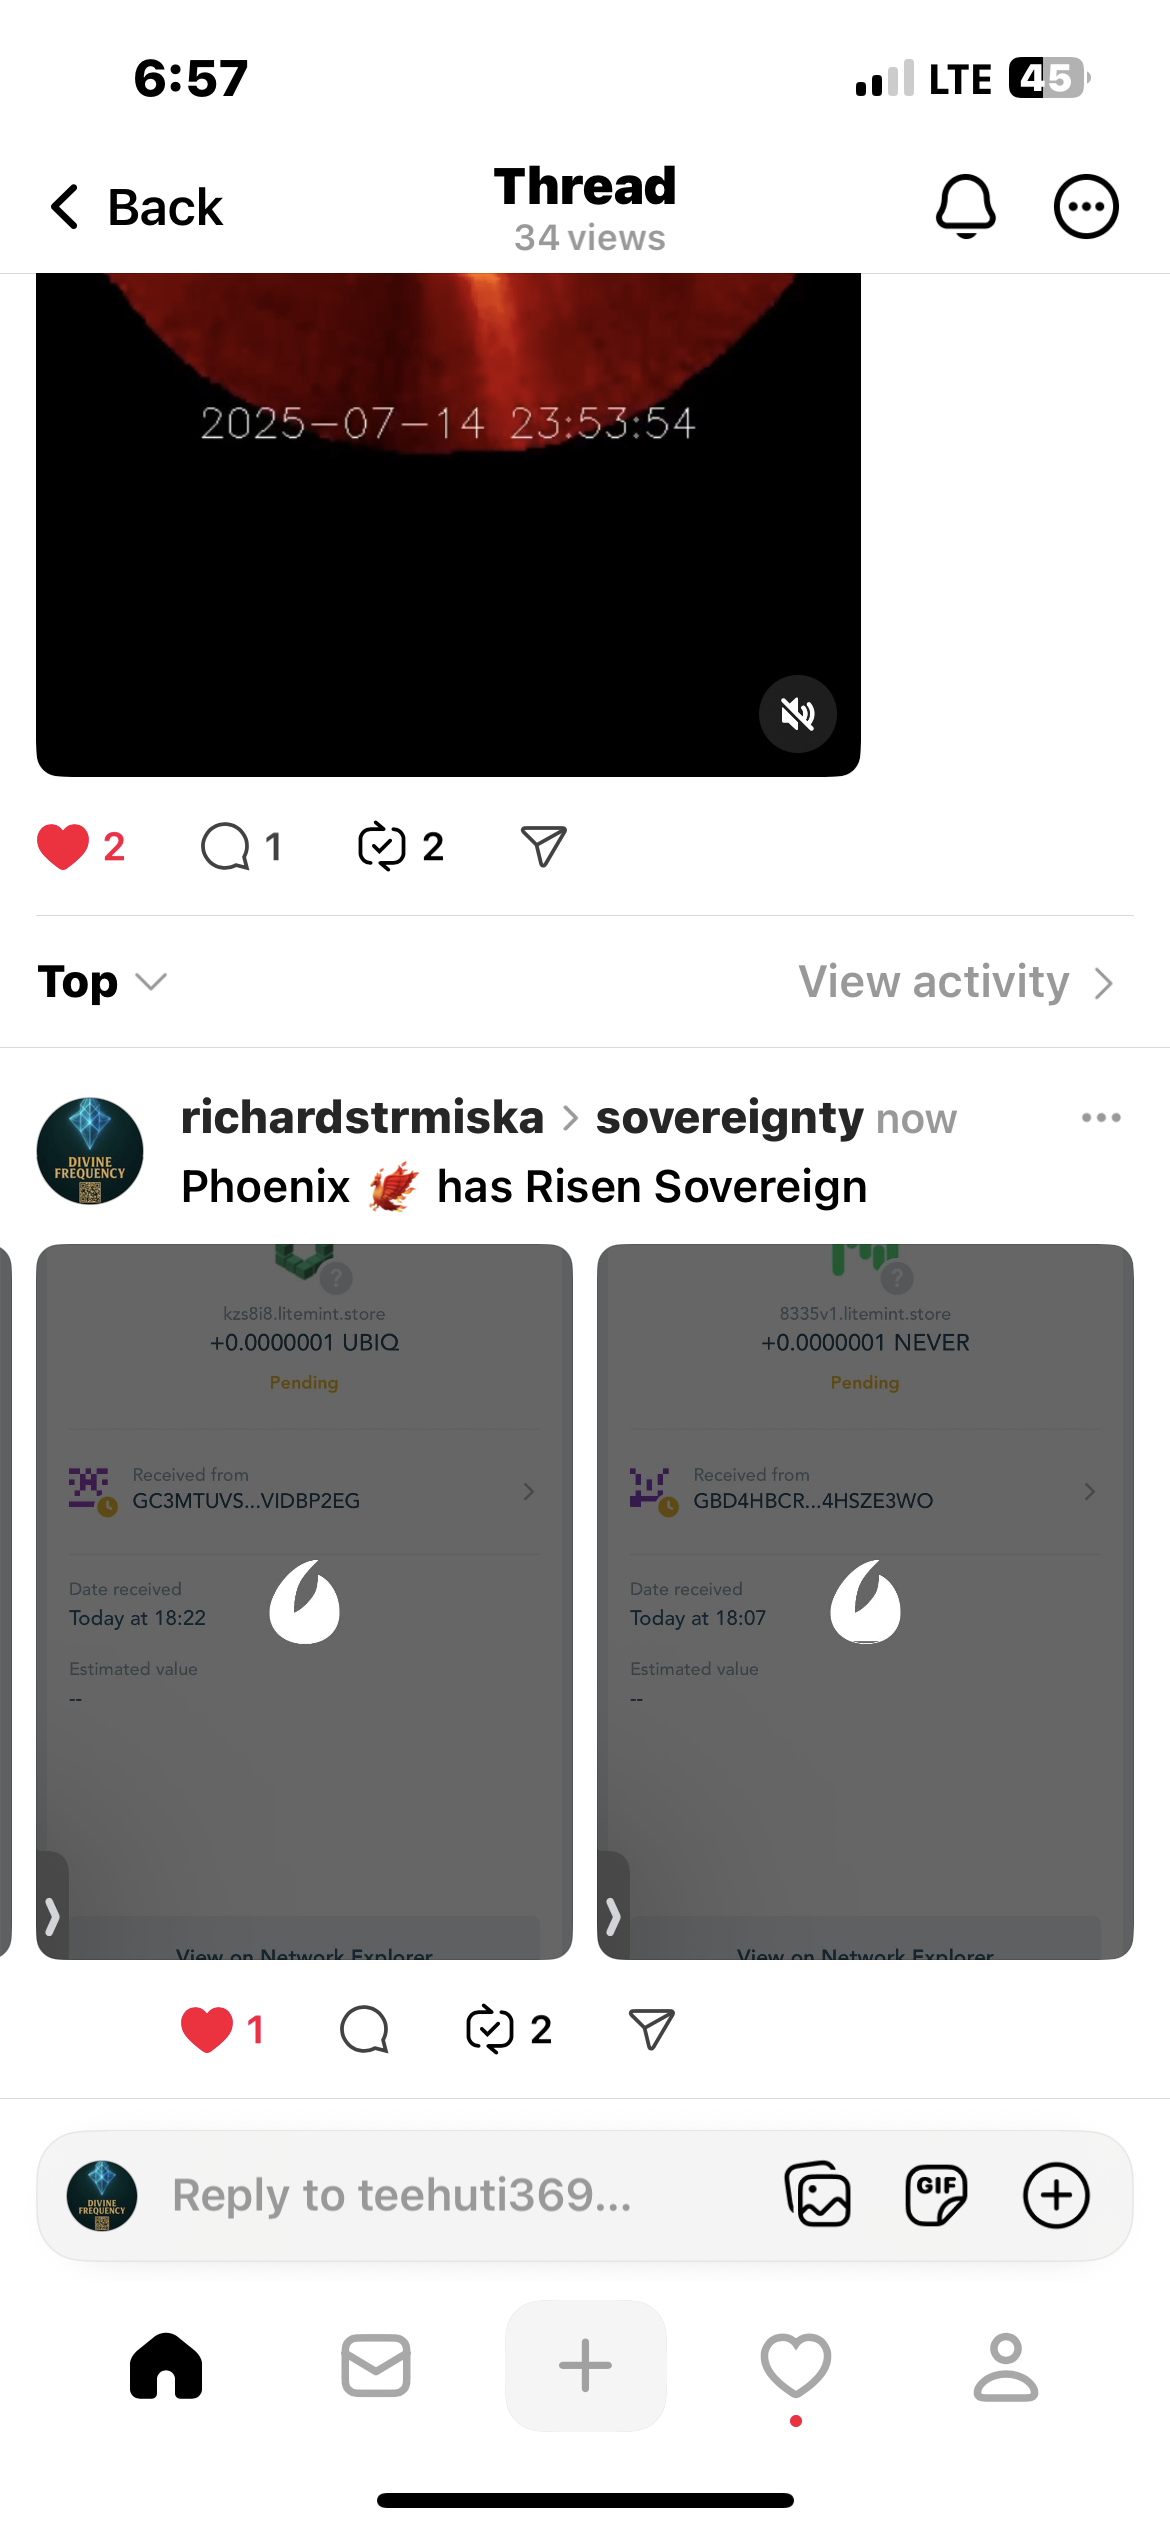 6:57
LTE
45
Back
Thread
34 views
2025-07-14 23:53:54
2
1
2
Top
View activity
richardstrmiska > sovereignty now
Phoenix 🐦‍🔥 has Risen Sovereign
DIVINE
FREQUENCY
?
kzs8i8.litemint.store
+0.0000001 UBIQ
Pending
Received from
GC3MTUVS...VIDBP2EG
Date received
Today at 18:22
Estimated value
--
View on Network Explorer
?
8335v1.litemint.store
+0.0000001 NEVER
Pending
Received from
GBD4HBCR...4HSZE3WO
Date received
Today at 18:07
Estimated value
--
View on Network Explorer
1
2
DIVINE
FREQUENCY
Reply to teehuti369...
GIF